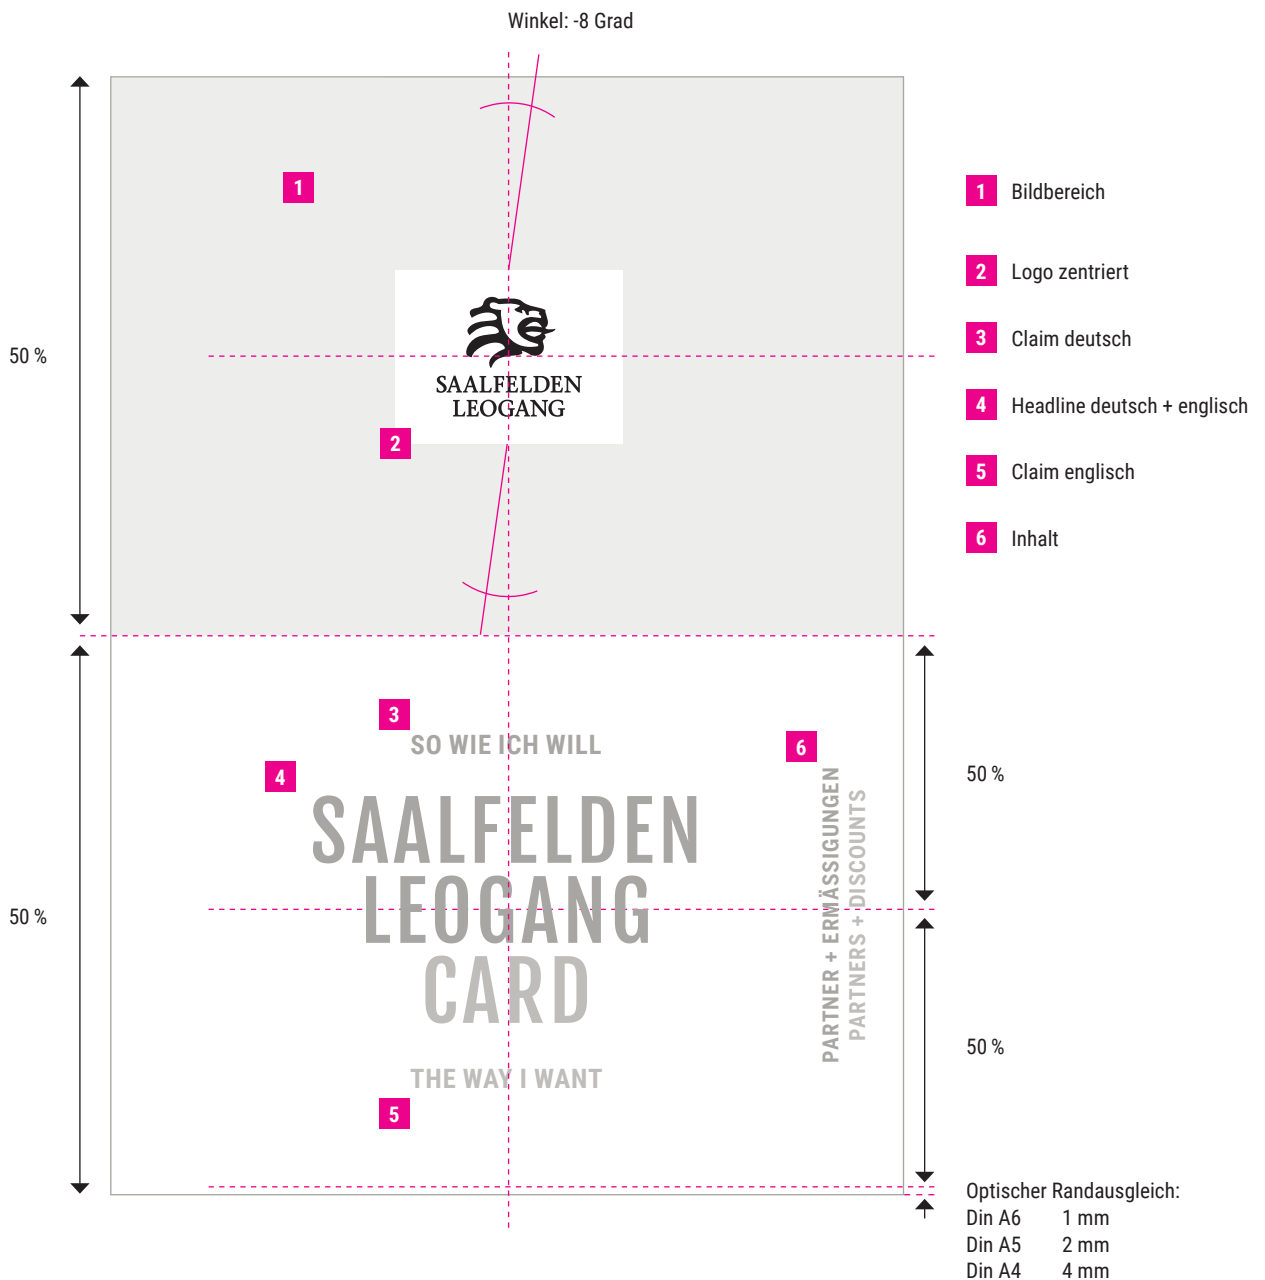 Winkel: -8 Grad
1
1 Bildbereich
2 Logo zentriert
3 Claim deutsch
50 %
SAALFELDEN
LEOGANG
2
4 Headline deutsch + englisch
5 Claim englisch
6 Inhalt
3
SO WIE ICH WILL
4
6
50 %
SAALFELDEN
LEOGANG
CARD
50 %
PARTNER + ERMÄSSIGUNGEN
PARTNERS + DISCOUNTS
50 %
THE WAY I WANT
5
Optischer Randausgleich:
Din A6 1 mm
Din A5 2 mm
Din A4 4 mm